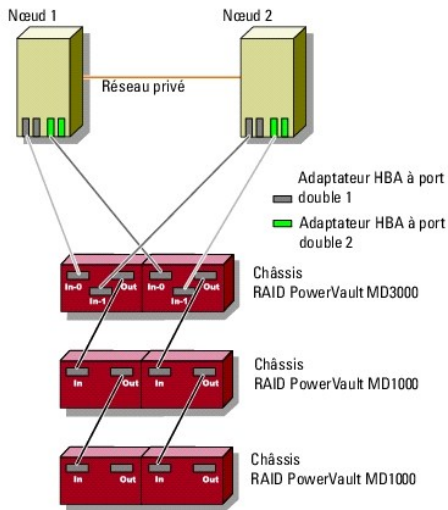 Nœud 1
Nœud 2
Réseau privé
Adaptateur HBA à port
double 1
Adaptateur HBA à port
double 2
In-0
Out
In-0
Out
In-1
In-1
Châssis
RAID PowerVault MD3000
In
Out
In
Out
Châssis
RAID PowerVault MD1000
In
Out
In
Out
Châssis
RAID PowerVault MD1000